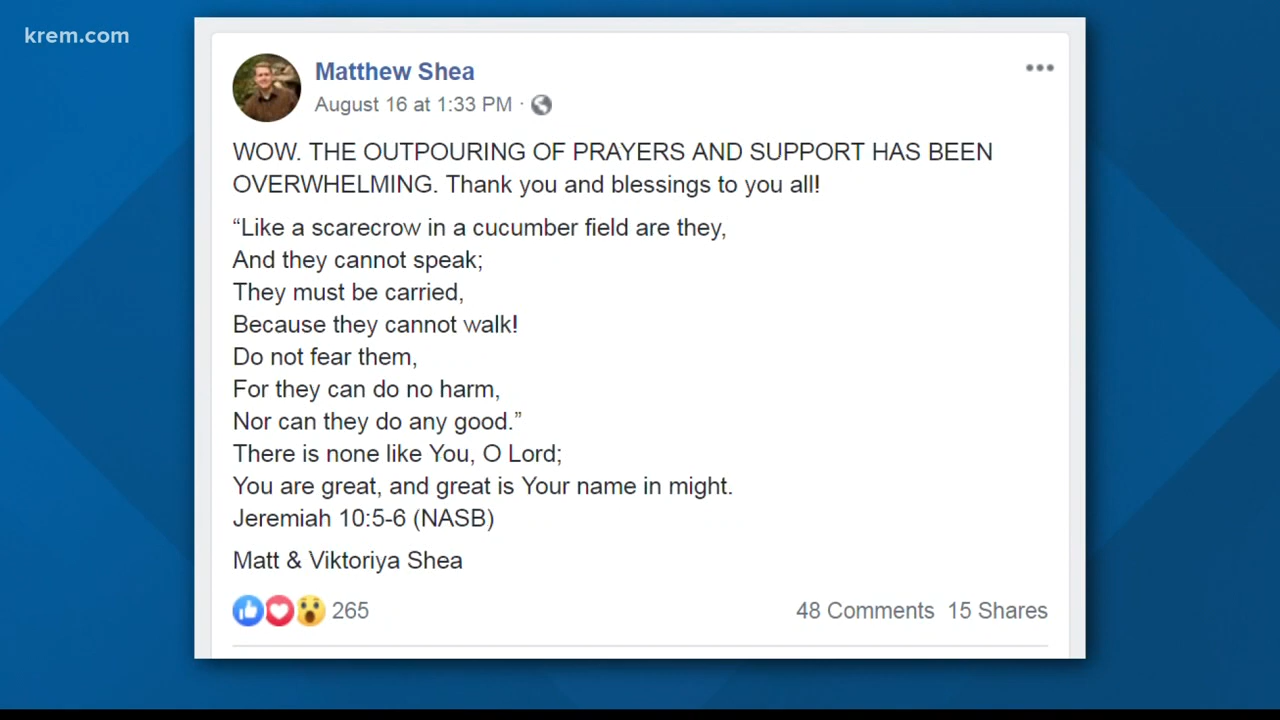 krem.com
Matthew Shea
August 16 at 1:33 PM ·
WOW. THE OUTPOURING OF PRAYERS AND SUPPORT HAS BEEN
OVERWHELMING. Thank you and blessings to you all!
“Like a scarecrow in a cucumber field are they,
And they cannot speak;
They must be carried,
Because they cannot walk!
Do not fear them,
For they can do no harm,
Nor can they do any good.”
There is none like You, O Lord;
You are great, and great is Your name in might.
Jeremiah 10:5-6 (NASB)
Matt & Viktoriya Shea
265 48 Comments 15 Shares